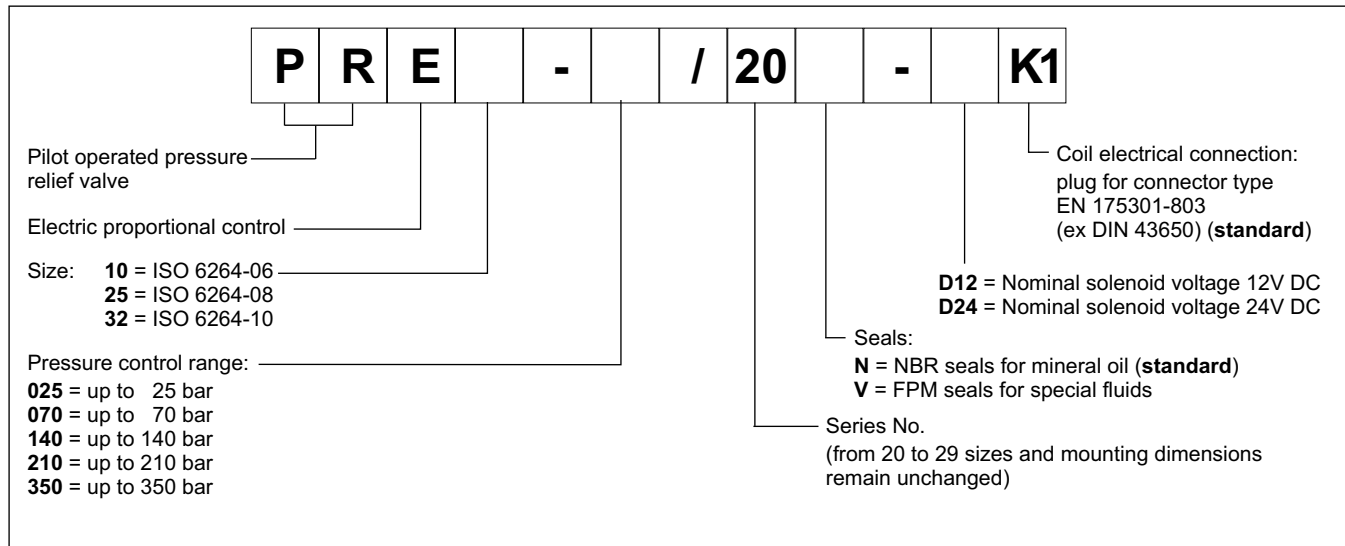 P R E - / 20 - K1
Pilot operated pressure
relief valve
Electric proportional control
Size: 10 = ISO 6264-06
25 = ISO 6264-08
32 = ISO 6264-10
Pressure control range:
025 = up to 25 bar
070 = up to 70 bar
140 = up to 140 bar
210 = up to 210 bar
350 = up to 350 bar
Coil electrical connection:
plug for connector type
EN 175301-803
(ex DIN 43650) (standard)
D12 = Nominal solenoid voltage 12V DC
D24 = Nominal solenoid voltage 24V DC
Seals:
N = NBR seals for mineral oil (standard)
V = FPM seals for special fluids
Series No.
(from 20 to 29 sizes and mounting dimensions
remain unchanged)